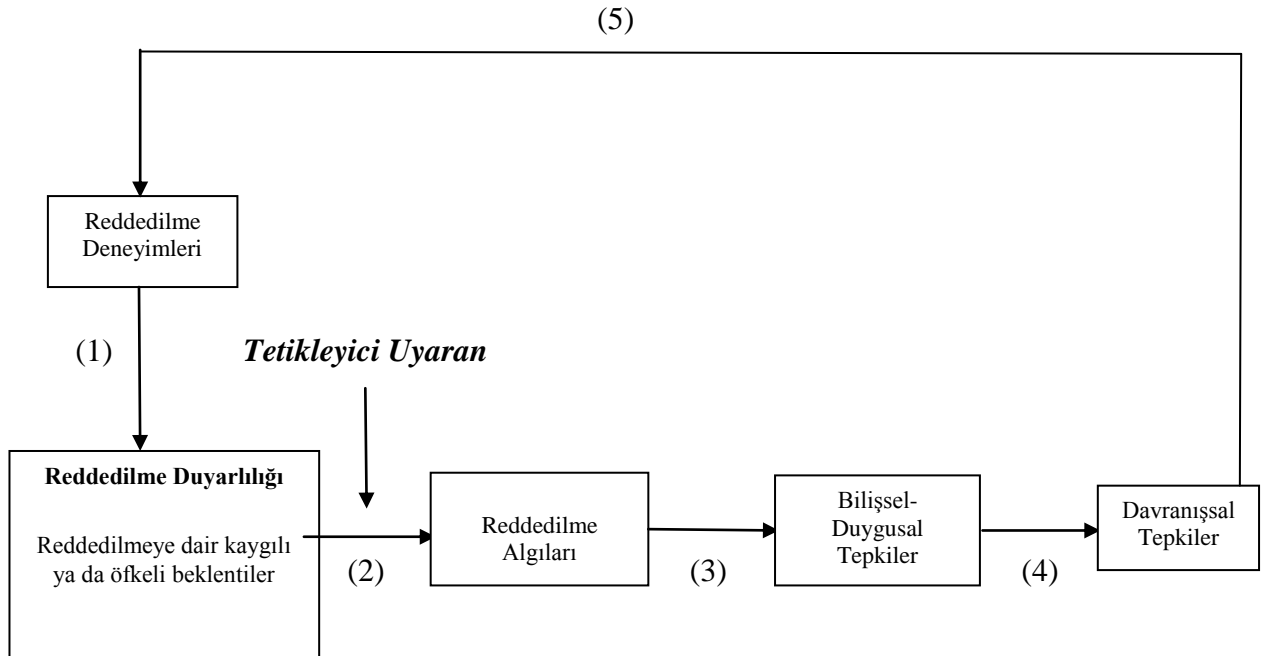 (5)
Reddedilme
Deneyimleri
(1)
Tetikleyici Uyaran
Reddedilme Duyarlılığı
Reddedilmeye dair kaygılı
ya da öfkeli beklentiler
(2)
Reddedilme
Algıları
(3)
Bilişsel-
Duygusal
Tepkiler
(4)
Davranışsal
Tepkiler